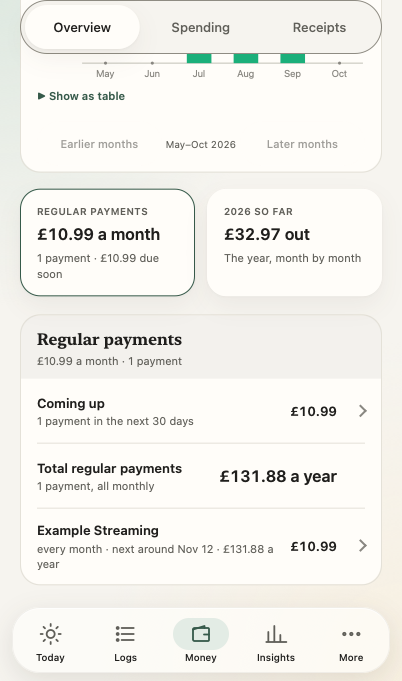 Overview
Spending
Receipts
May
Jun
Jul
Aug
Sep
Oct
Show as table
Earlier months
May–Oct 2026
Later months
REGULAR PAYMENTS
£10.99 a month
1 payment · £10.99 due
soon
2026 SO FAR
£32.97 out
The year, month by month
Regular payments
£10.99 a month · 1 payment
Coming up
1 payment in the next 30 days
£10.99
Total regular payments
1 payment, all monthly
£131.88 a year
Example Streaming
every month · next around Nov 12 · £131.88 a
year
£10.99
Today
Logs
Money
Insights
More